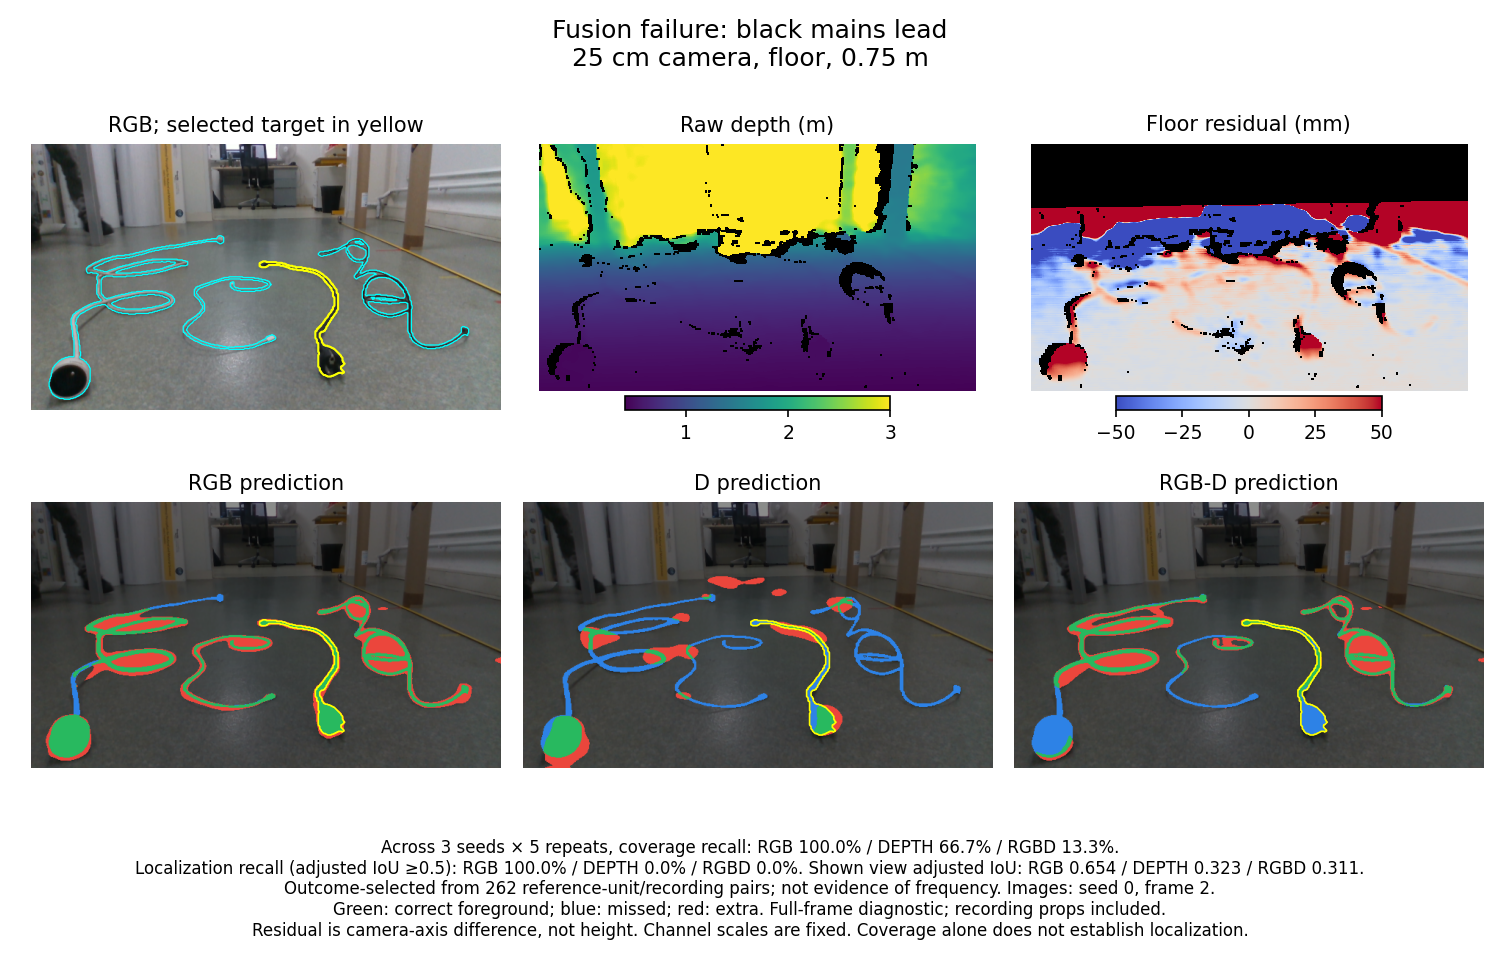 Fusion failure: black mains lead
25 cm camera, floor, 0.75 m
RGB; selected target in yellow
Raw depth (m)
Floor residual (mm)
1 2 3
−50 −25 0 25 50
RGB prediction
D prediction
RGB-D prediction
Across 3 seeds × 5 repeats, coverage recall: RGB 100.0% / DEPTH 66.7% / RGBD 13.3%.
Localization recall (adjusted IoU ≥0.5): RGB 100.0% / DEPTH 0.0% / RGBD 0.0%. Shown view adjusted IoU: RGB 0.654 / DEPTH 0.323 / RGBD 0.311.
Outcome-selected from 262 reference-unit/recording pairs; not evidence of frequency. Images: seed 0, frame 2.
Green: correct foreground; blue: missed; red: extra. Full-frame diagnostic; recording props included.
Residual is camera-axis difference, not height. Channel scales are fixed. Coverage alone does not establish localization.